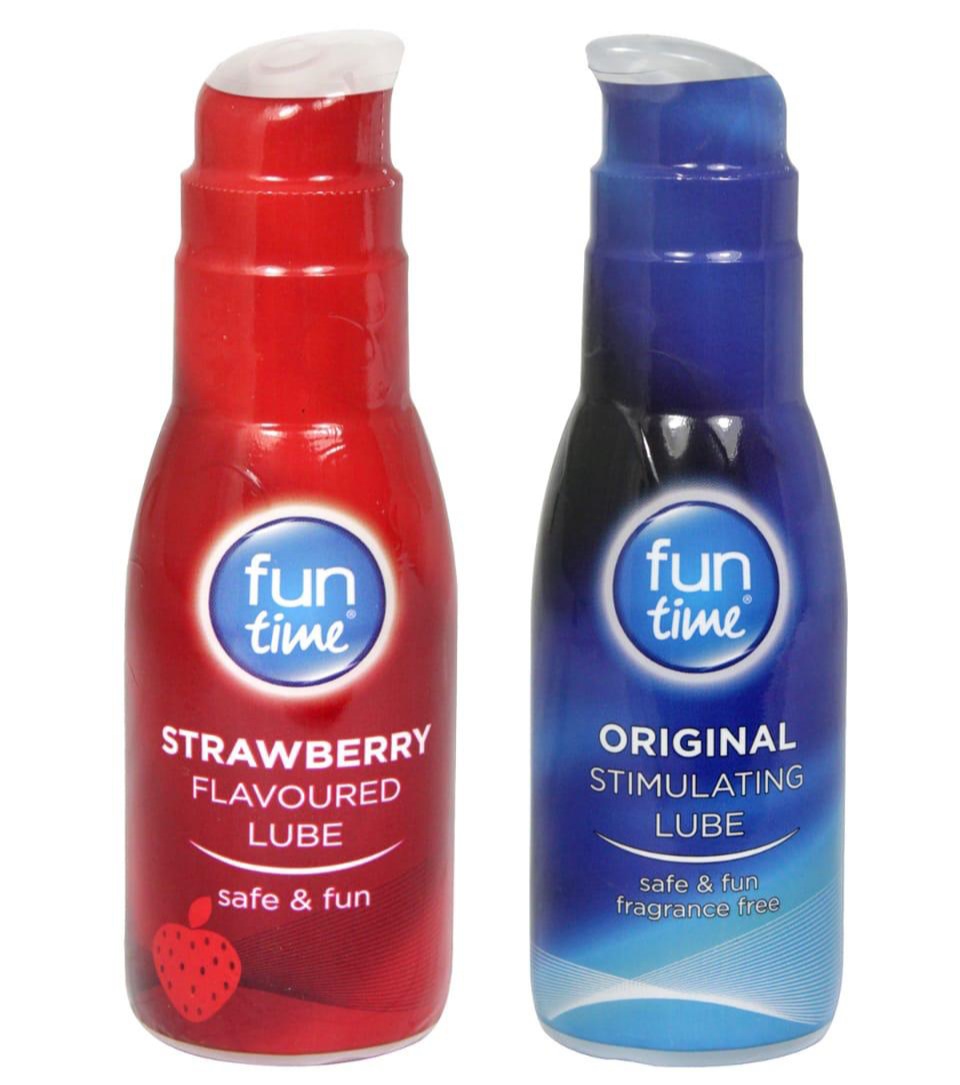 fun
time®
STRAWBERRY
FLAVOURED
LUBE
safe & fun
fun
time®
ORIGINAL
STIMULATING
LUBE
safe & fun
fragrance free